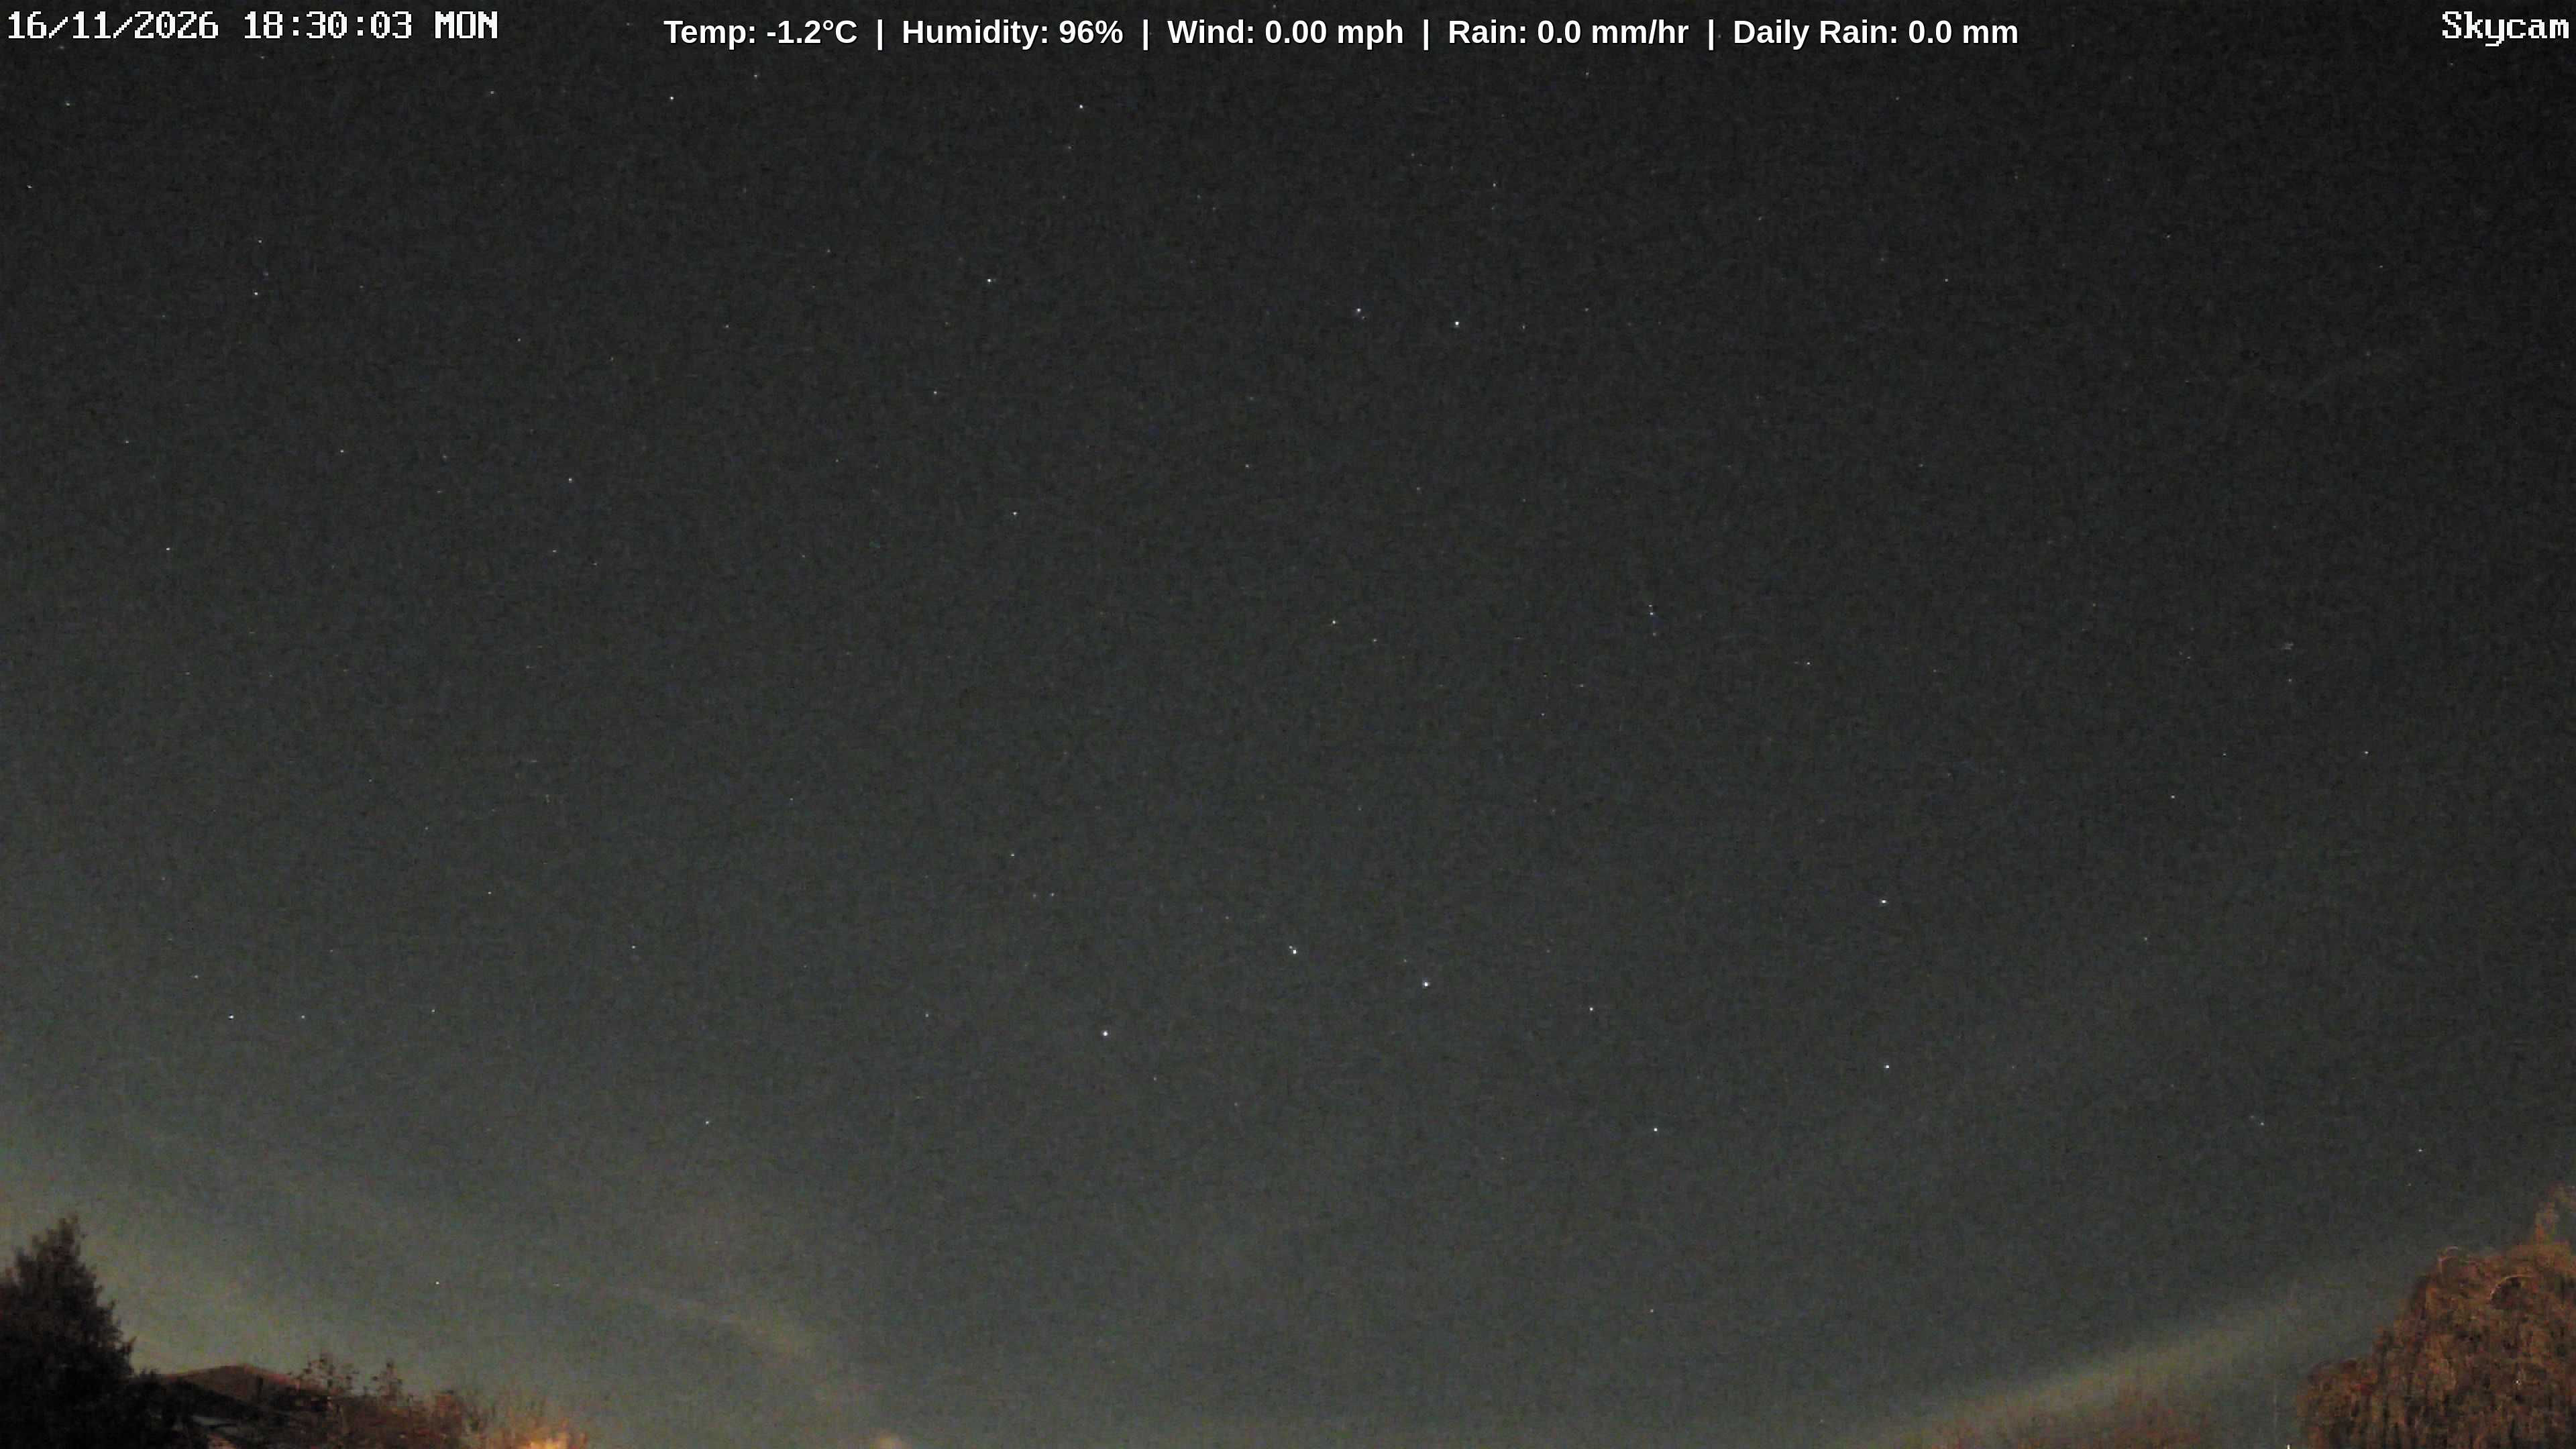 16/11/2026 18:30:03 MON
Temp: -1.2°C | Humidity: 96% | Wind: 0.00 mph | Rain: 0.0 mm/hr | Daily Rain: 0.0 mm
Skycam